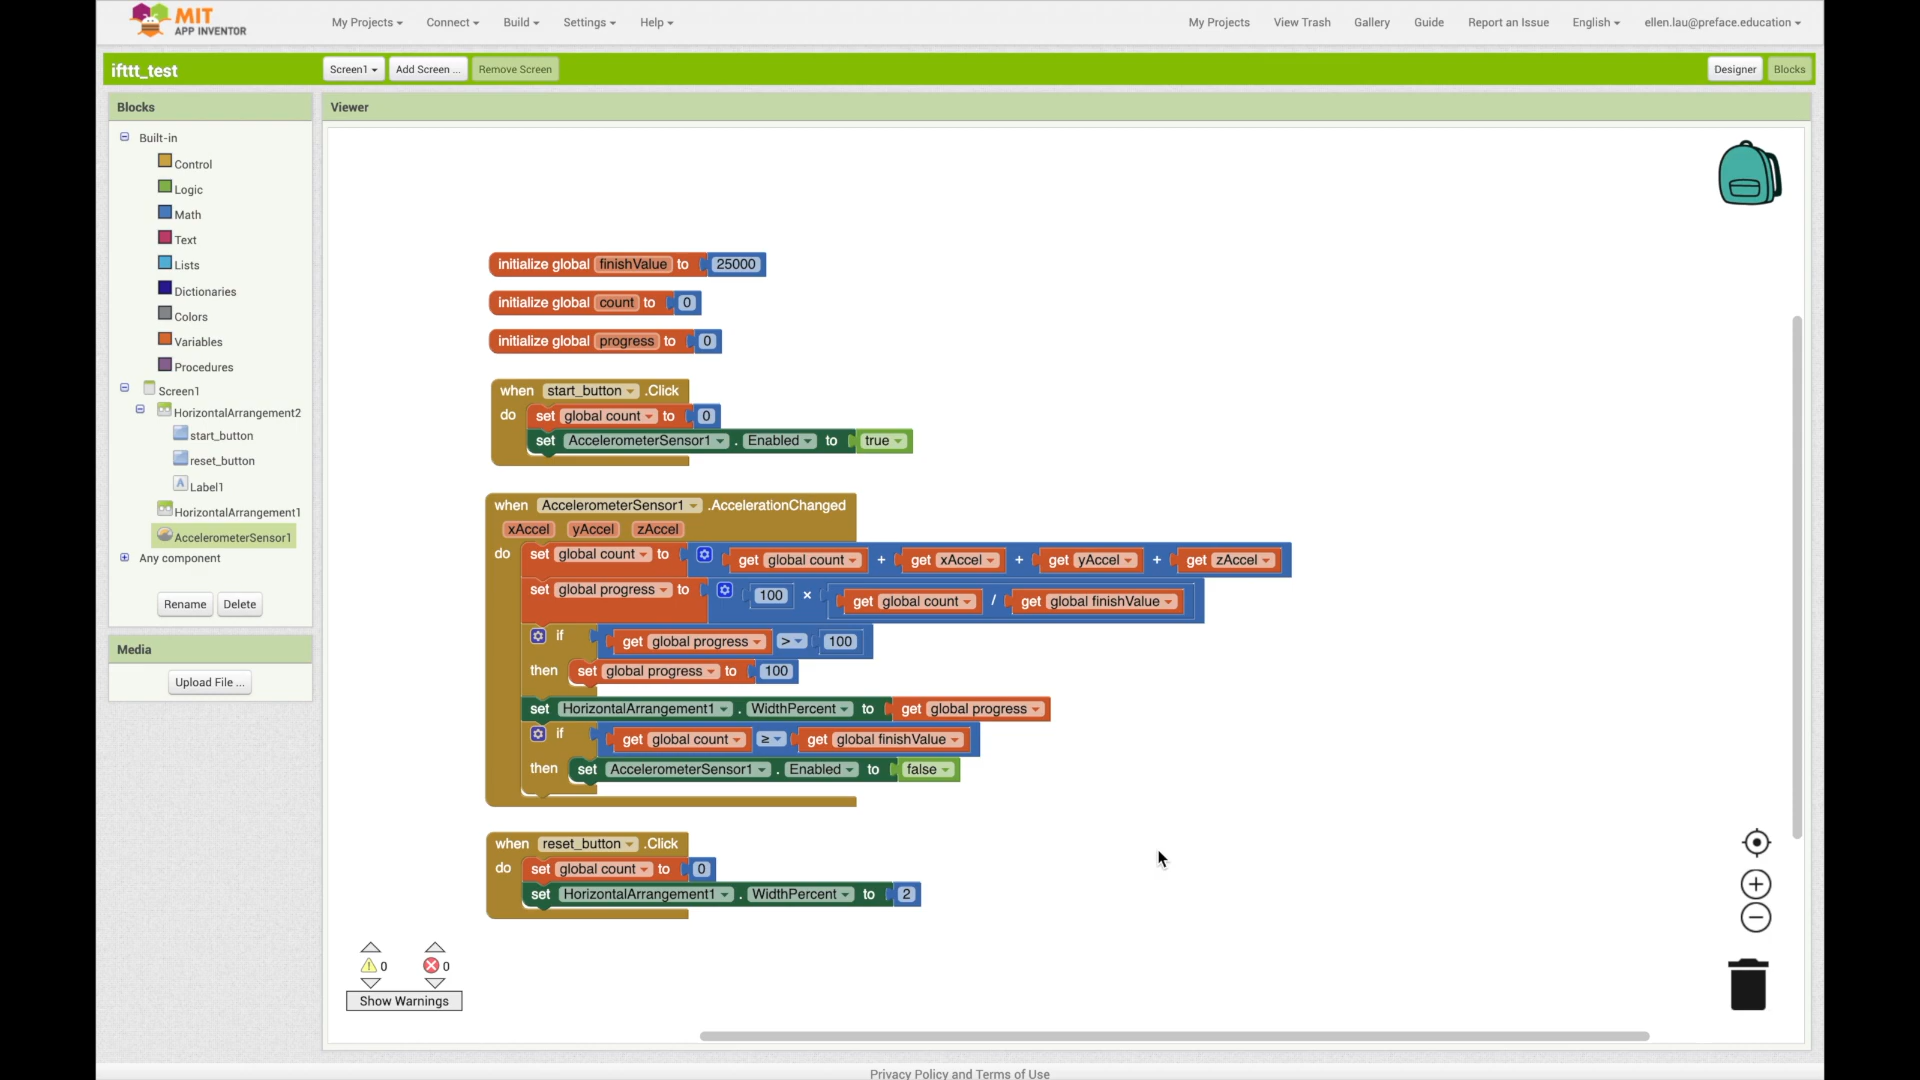 MIT
APP INVENTOR
My Projects
Connect
Build
Settings
Help
My Projects
View Trash
Gallery
Guide
Report an Issue
English
ellen.lau@preface.education
ifttt_test
Screen1
Add Screen ...
Remove Screen
Designer
Blocks
Blocks
Viewer
Built-in
Control
Logic
Math
Text
Lists
Dictionaries
Colors
Variables
Procedures
Screen1
HorizontalArrangement2
start_button
reset_button
Label1
HorizontalArrangement1
AccelerometerSensor1
Any component
Rename
Delete
Media
Upload File ...
initialize global finishValue to 25000
initialize global count to 0
initialize global progress to 0
when start_button .Click
do set global count to 0
set AccelerometerSensor1 . Enabled to true
when AccelerometerSensor1 .AccelerationChanged
xAccel yAccel zAccel
do set global count to get global count + get xAccel + get yAccel + get zAccel
set global progress to 100 × get global count / get global finishValue
if get global progress > 100
then set global progress to 100
set HorizontalArrangement1 . WidthPercent to get global progress
if get global count ≥ get global finishValue
then set AccelerometerSensor1 . Enabled to false
when reset_button .Click
do set global count to 0
set HorizontalArrangement1 . WidthPercent to 2
0
0
Show Warnings
Privacy Policy and Terms of Use